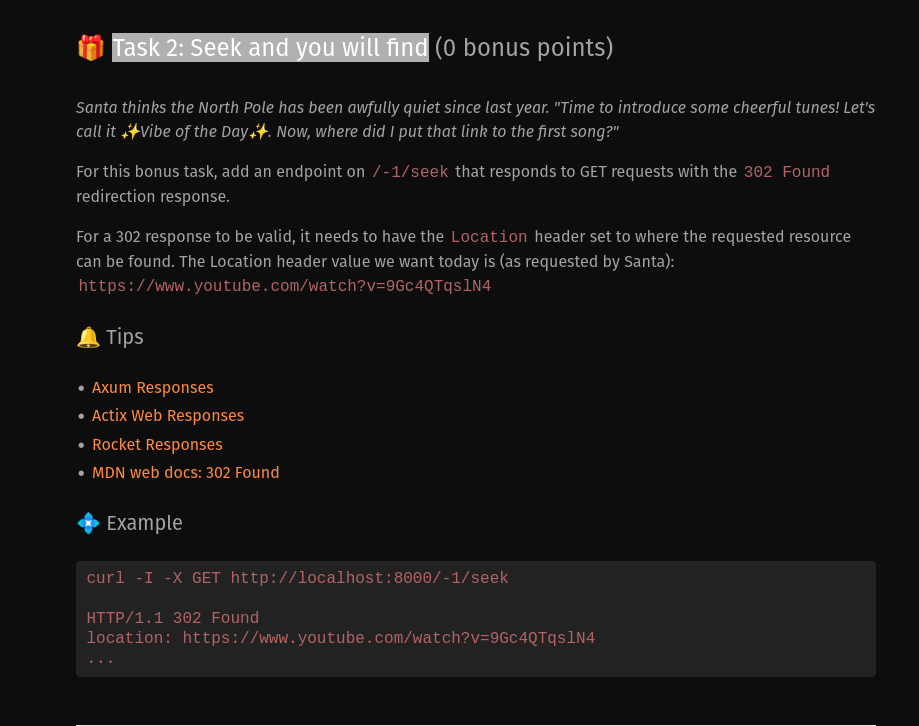 🎁 Task 2: Seek and you will find (0 bonus points)
Santa thinks the North Pole has been awfully quiet since last year. "Time to introduce some cheerful tunes! Let's
call it ✨Vibe of the Day✨. Now, where did I put that link to the first song?"
For this bonus task, add an endpoint on /-1/seek that responds to GET requests with the 302 Found
redirection response.
For a 302 response to be valid, it needs to have the Location header set to where the requested resource
can be found. The Location header value we want today is (as requested by Santa):
https://www.youtube.com/watch?v=9Gc4QTqslN4
🔔 Tips
• Axum Responses
• Actix Web Responses
• Rocket Responses
• MDN web docs: 302 Found
💠 Example
curl -I -X GET http://localhost:8000/-1/seek
HTTP/1.1 302 Found
location: https://www.youtube.com/watch?v=9Gc4QTqslN4
...